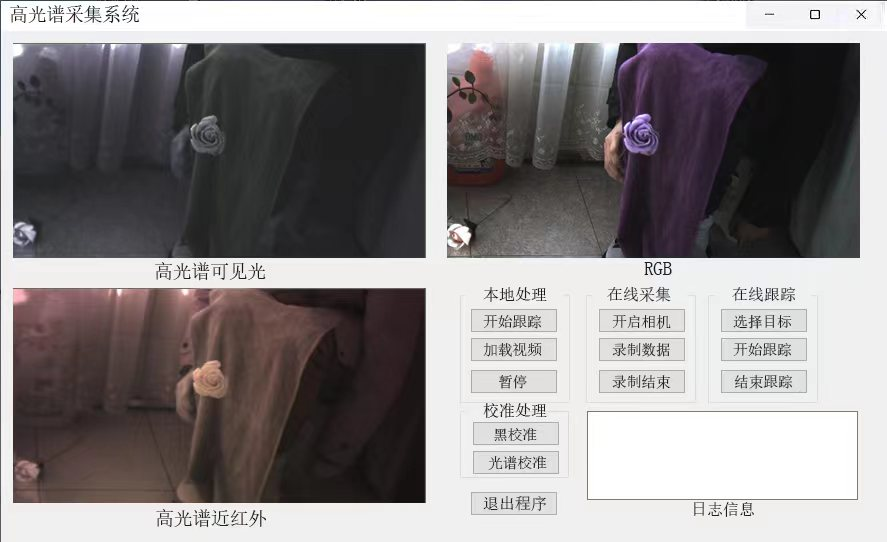 高光谱采集系统
高光谱可见光
RGB
高光谱近红外
本地处理
开始跟踪
加载视频
暂停
在线采集
开启相机
录制数据
录制结束
在线跟踪
选择目标
开始跟踪
结束跟踪
校准处理
黑校准
光谱校准
退出程序
日志信息